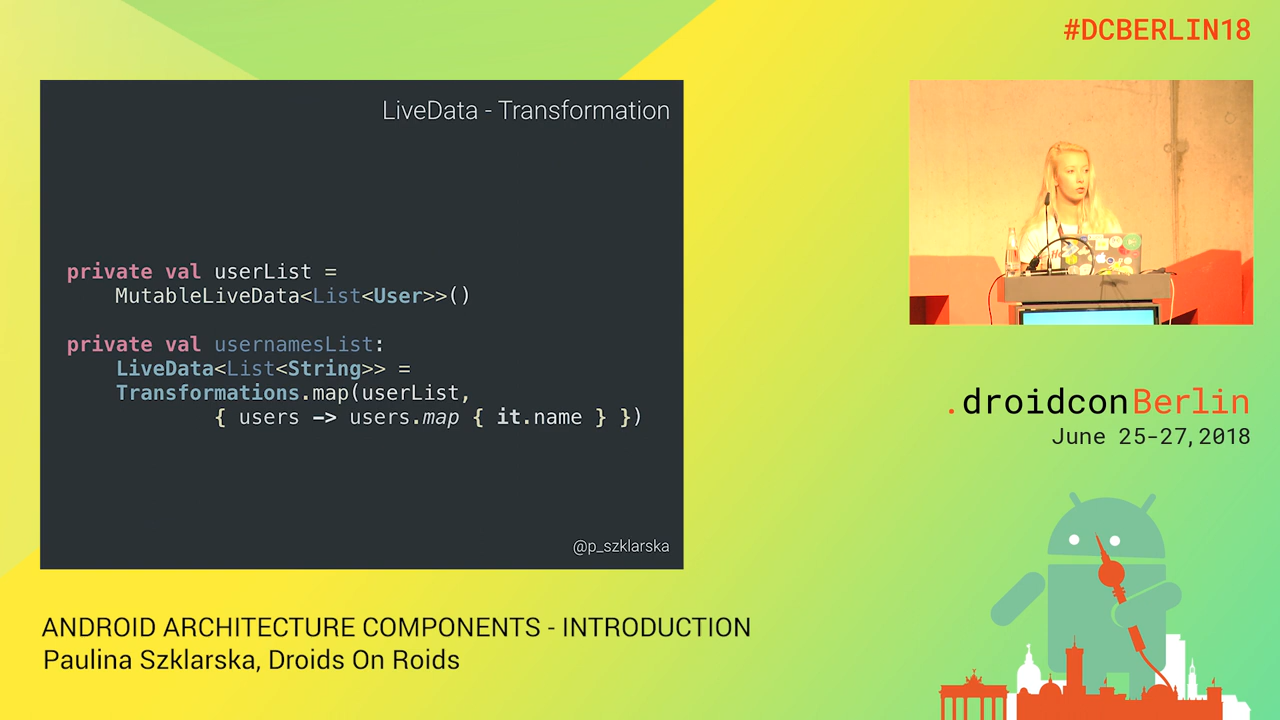 #DCBERLIN18
LiveData - Transformation
private val userList =
MutableLiveData<List<User>>()
private val usernamesList:
LiveData<List<String>> =
Transformations.map(userList,
{ users -> users.map { it.name } })
@p_szklarska
.droidconBerlin
June 25-27, 2018
ANDROID ARCHITECTURE COMPONENTS - INTRODUCTION
Paulina Szklarska, Droids On Roids